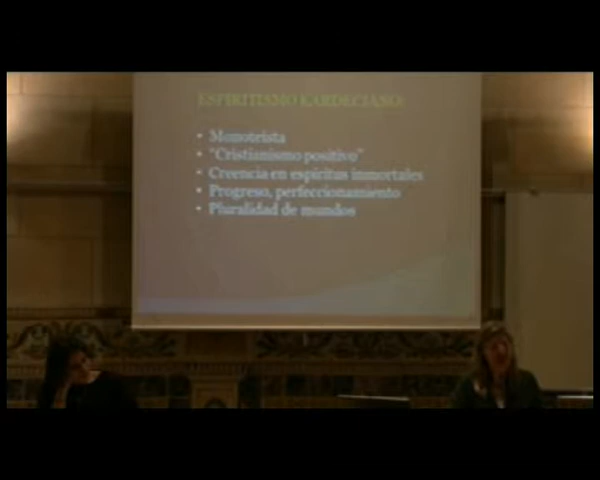 ESPIRITISMO KARDECIANO:
• Monoteísta
• "Cristianismo positivo"
• Creencia en espíritus inmortales
• Progreso, perfeccionamiento
• Pluralidad de mundos